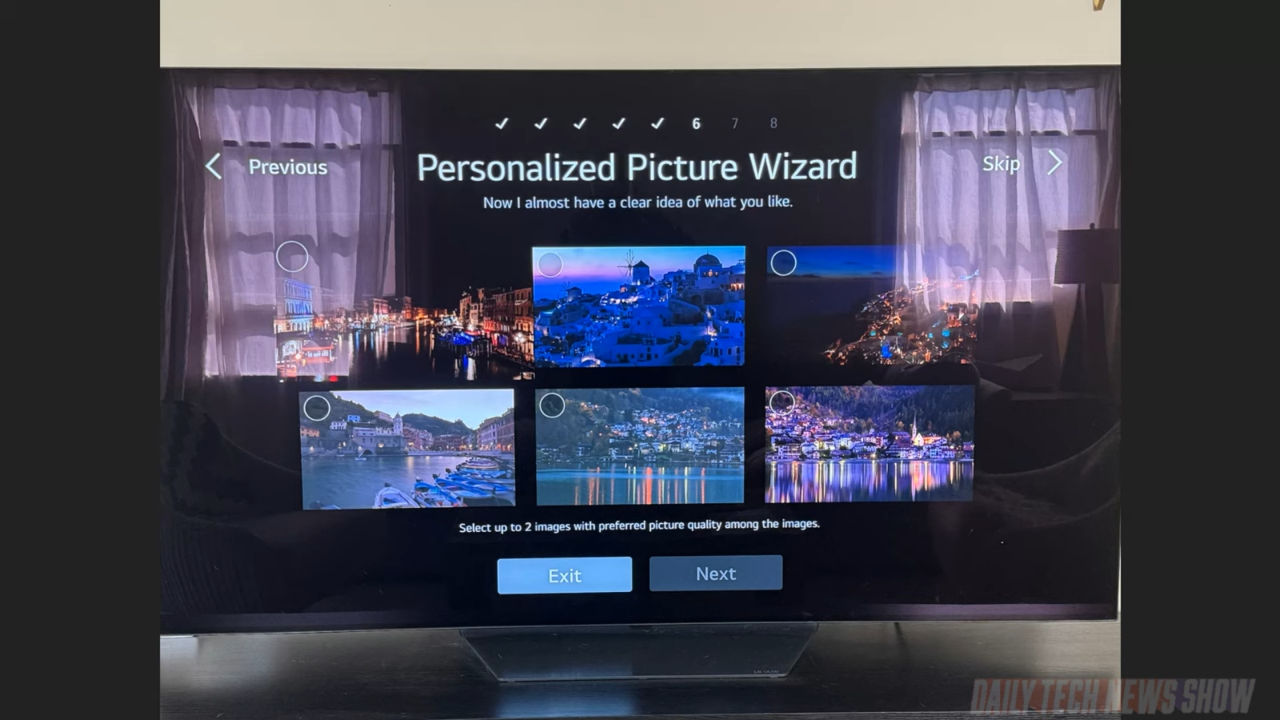 ✓ ✓ ✓ ✓ ✓ 6 7 8
Previous
Personalized Picture Wizard
Skip
Now I almost have a clear idea of what you like.
Select up to 2 images with preferred picture quality among the images.
Exit
Next
DAILY TECH NEWS SHOW